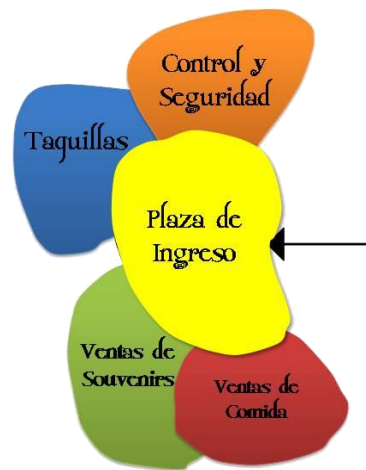 Control y
Seguridad
Taquillas
Plaza de
Ingreso
Ventas de
Souvenirs
Ventas de
Comida